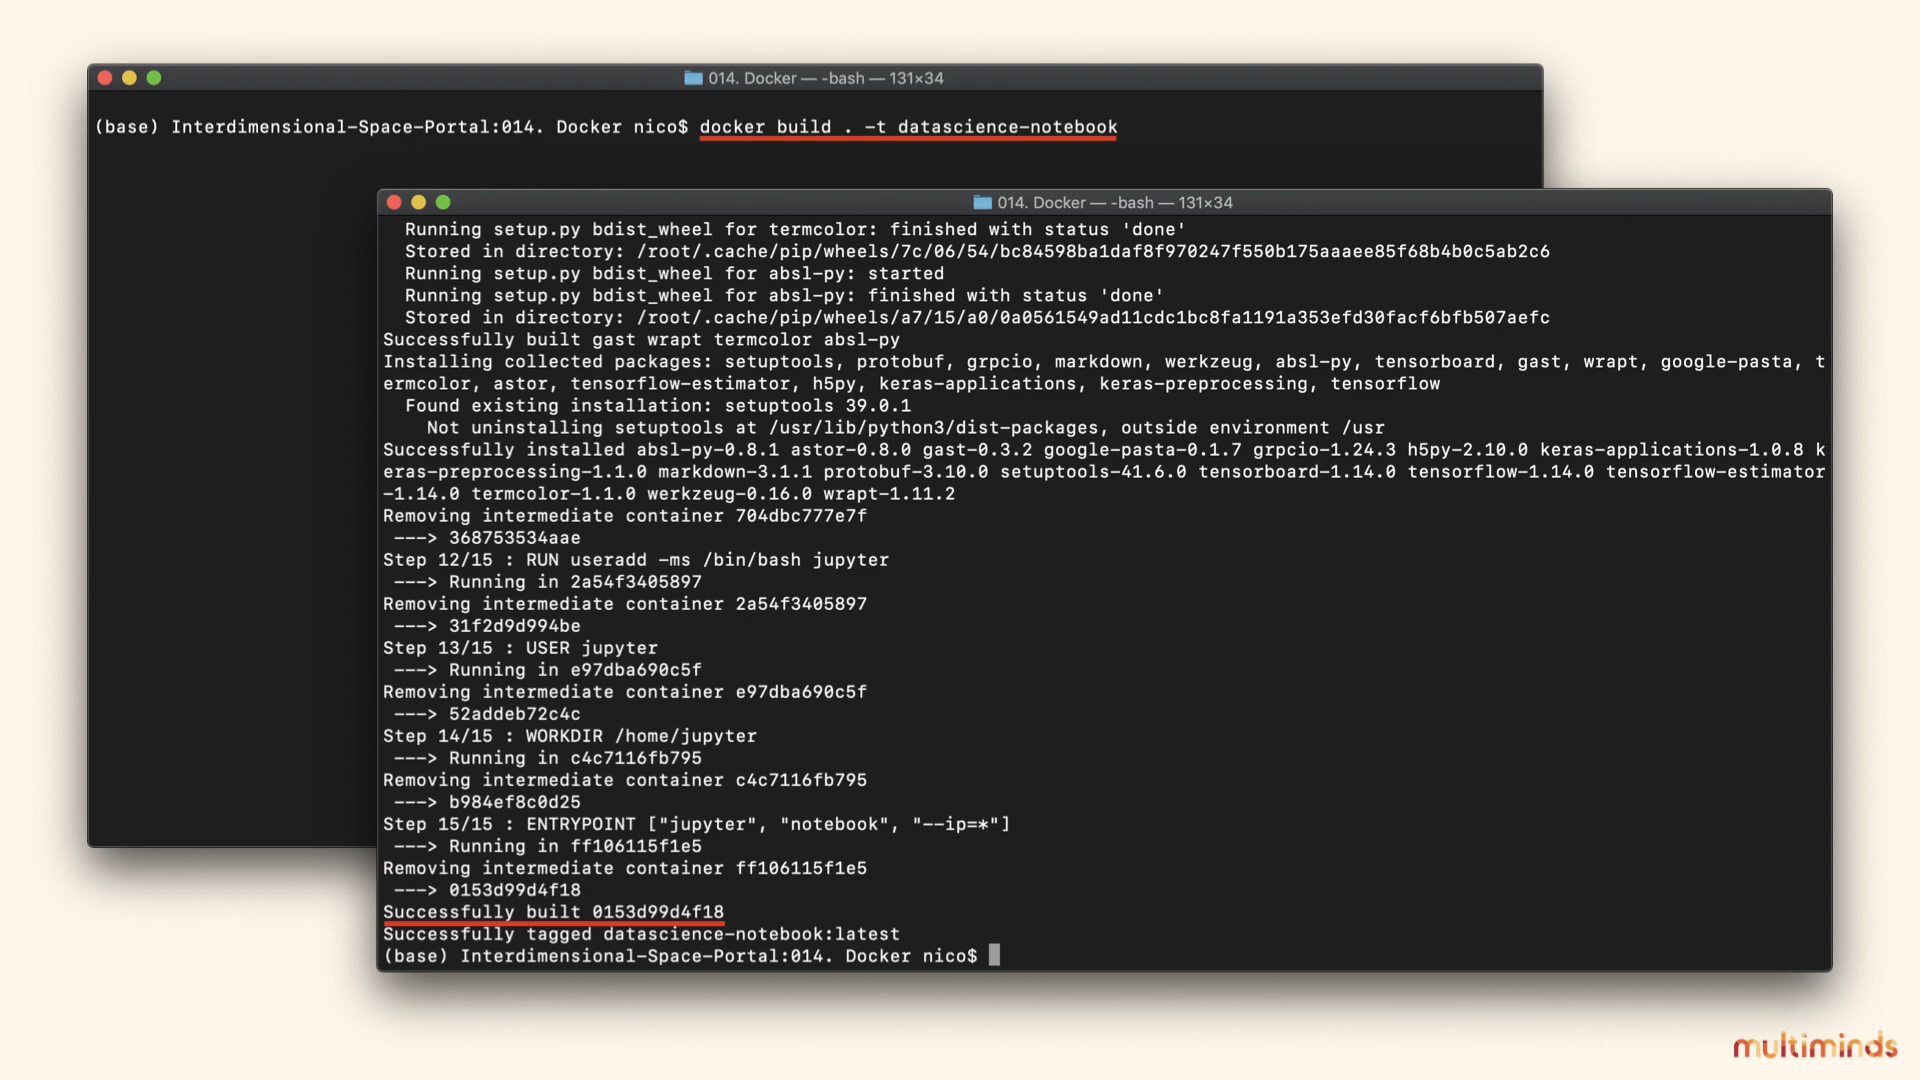 014. Docker — -bash — 131×34
(base) Interdimensional-Space-Portal:014. Docker nico$ docker build . -t datascience-notebook
014. Docker — -bash — 131×34
Running setup.py bdist_wheel for termcolor: finished with status 'done'
Stored in directory: /root/.cache/pip/wheels/7c/06/54/bc84598ba1daf8f970247f550b175aaaee85f68b4b0c5ab2c6
Running setup.py bdist_wheel for absl-py: started
Running setup.py bdist_wheel for absl-py: finished with status 'done'
Stored in directory: /root/.cache/pip/wheels/a7/15/a0/0a0561549ad11cdc1bc8fa1191a353efd30facf6bfb507aefc
Successfully built gast wrapt termcolor absl-py
Installing collected packages: setuptools, protobuf, grpcio, markdown, werkzeug, absl-py, tensorboard, gast, wrapt, google-pasta, t
ermcolor, astor, tensorflow-estimator, h5py, keras-applications, keras-preprocessing, tensorflow
Found existing installation: setuptools 39.0.1
Not uninstalling setuptools at /usr/lib/python3/dist-packages, outside environment /usr
Successfully installed absl-py-0.8.1 astor-0.8.0 gast-0.3.2 google-pasta-0.1.7 grpcio-1.24.3 h5py-2.10.0 keras-applications-1.0.8 k
eras-preprocessing-1.1.0 markdown-3.1.1 protobuf-3.10.0 setuptools-41.6.0 tensorboard-1.14.0 tensorflow-1.14.0 tensorflow-estimator
-1.14.0 termcolor-1.1.0 werkzeug-0.16.0 wrapt-1.11.2
Removing intermediate container 704dbc777e7f
---> 368753534aae
Step 12/15 : RUN useradd -ms /bin/bash jupyter
---> Running in 2a54f3405897
Removing intermediate container 2a54f3405897
---> 31f2d9d994be
Step 13/15 : USER jupyter
---> Running in e97dba690c5f
Removing intermediate container e97dba690c5f
---> 52addeb72c4c
Step 14/15 : WORKDIR /home/jupyter
---> Running in c4c7116fb795
Removing intermediate container c4c7116fb795
---> b984ef8c0d25
Step 15/15 : ENTRYPOINT ["jupyter", "notebook", "--ip=*"]
---> Running in ff106115f1e5
Removing intermediate container ff106115f1e5
---> 0153d99d4f18
Successfully built 0153d99d4f18
Successfully tagged datascience-notebook:latest
(base) Interdimensional-Space-Portal:014. Docker nico$
multiminds